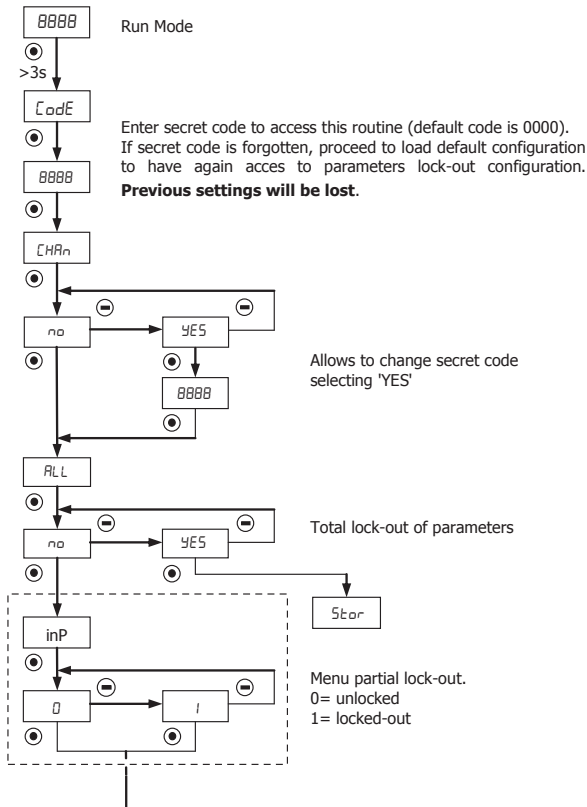 8888
Run Mode
>3s
CodE
Enter secret code to access this routine (default code is 0000).
If secret code is forgotten, proceed to load default configuration
to have again acces to parameters lock-out configuration.
Previous settings will be lost.
8888
CHAn
no
YES
Allows to change secret code
selecting 'YES'
8888
ALL
no
YES
Total lock-out of parameters
Stor
inP
Menu partial lock-out.
0= unlocked
1= locked-out
0
1